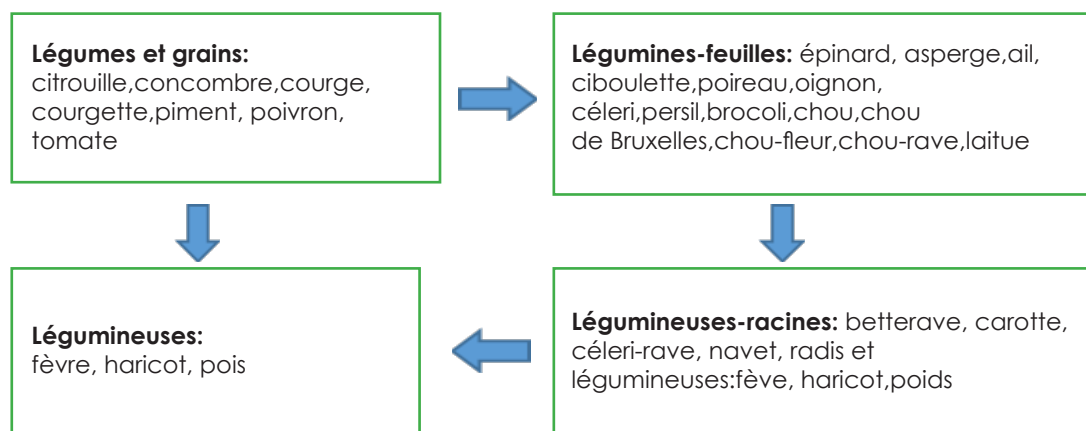 Légumes et grains:
citrouille,concombre,courge,
courgette,piment, poivron,
tomate
Légumines-feuilles: épinard, asperge,ail,
ciboulette,poireau,oignon,
céleri,persil,brocoli,chou,chou
de Bruxelles,chou-fleur,chou-rave,laitue
Légumineuses:
fèvre, haricot, pois
Légumineuses-racines: betterave, carotte,
céleri-rave, navet, radis et
légumineuses:fève, haricot,poids